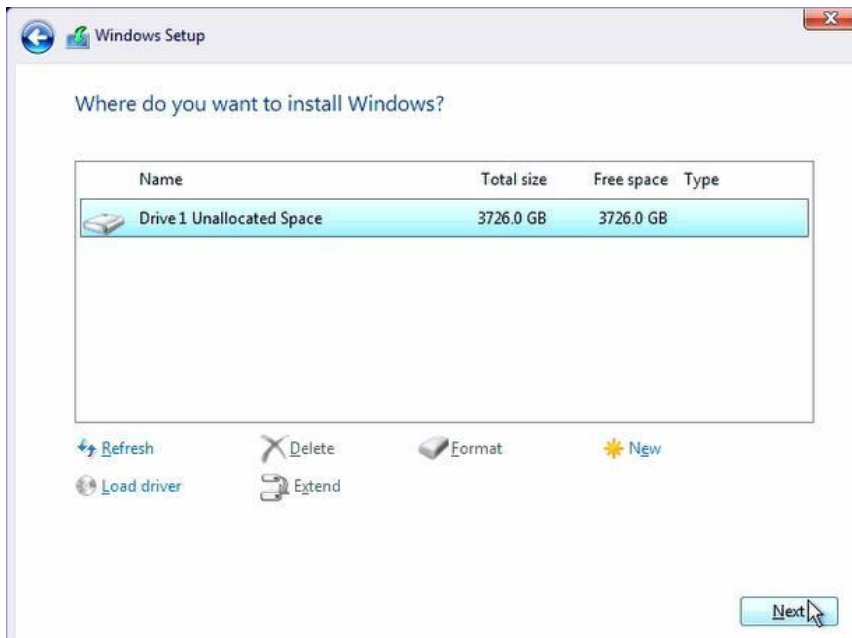 Windows Setup
Where do you want to install Windows?
Name Total size Free space Type
Drive 1 Unallocated Space 3726.0 GB 3726.0 GB
Refresh Delete Format New
Load driver Extend
Next